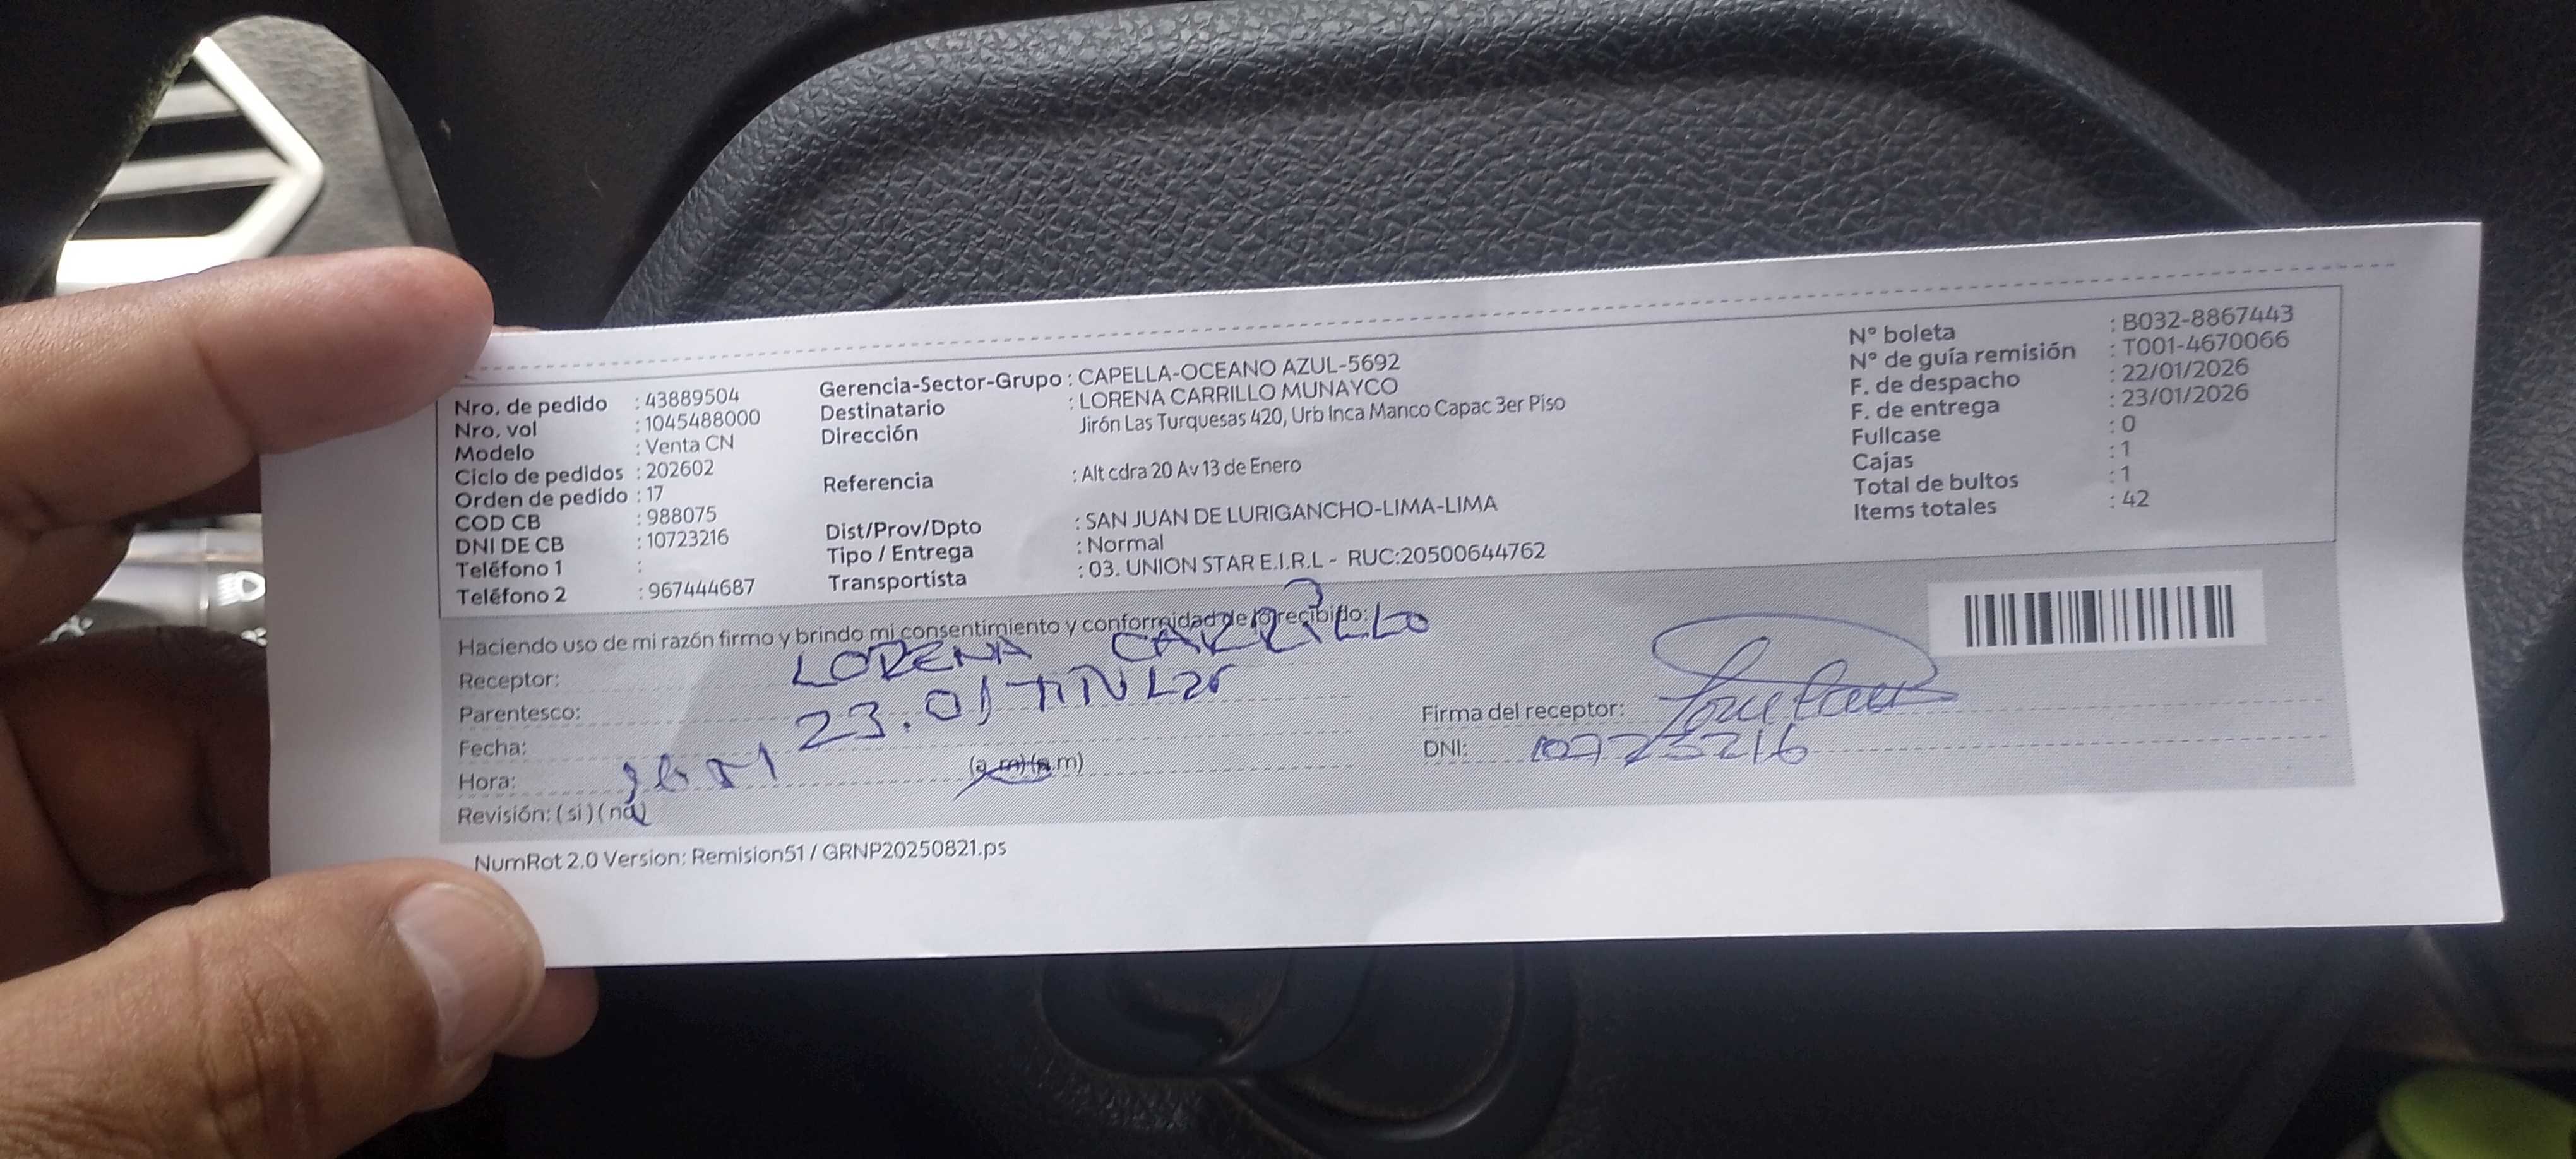 Nro. de pedido : 43889504
Nro. vol : 1045488000
Modelo : Venta CN
Ciclo de pedidos : 202602
Orden de pedido : 17
COD CB : 988075
DNI DE CB : 10723216
Teléfono 1 :
Teléfono 2 : 967444687
Gerencia-Sector-Grupo : CAPELLA-OCEANO AZUL-5692
Destinatario : LORENA CARRILLO MUNAYCO
Dirección Jirón Las Turquesas 420, Urb Inca Manco Capac 3er Piso
Referencia : Alt cdra 20 Av 13 de Enero
Dist/Prov/Dpto : SAN JUAN DE LURIGANCHO-LIMA-LIMA
Tipo / Entrega : Normal
Transportista : 03. UNION STAR E.I.R.L - RUC:20500644762
N° boleta : B032-8867443
N° de guía remisión : T001-4670066
F. de despacho : 22/01/2026
F. de entrega : 23/01/2026
Fullcase : 0
Cajas : 1
Total de bultos : 1
Items totales : 42
Haciendo uso de mi razón firmo y brindo mi consentimiento y conformidad de lo recibido:
Receptor: LORENA CARRILLO
Parentesco: TITULAR
Fecha: 23.01
Hora: (a.m) (p.m)
Revisión: ( si ) ( no )
Firma del receptor:
DNI: 10723216
NumRot 2.0 Version: Remision51 / GRNP20250821.ps